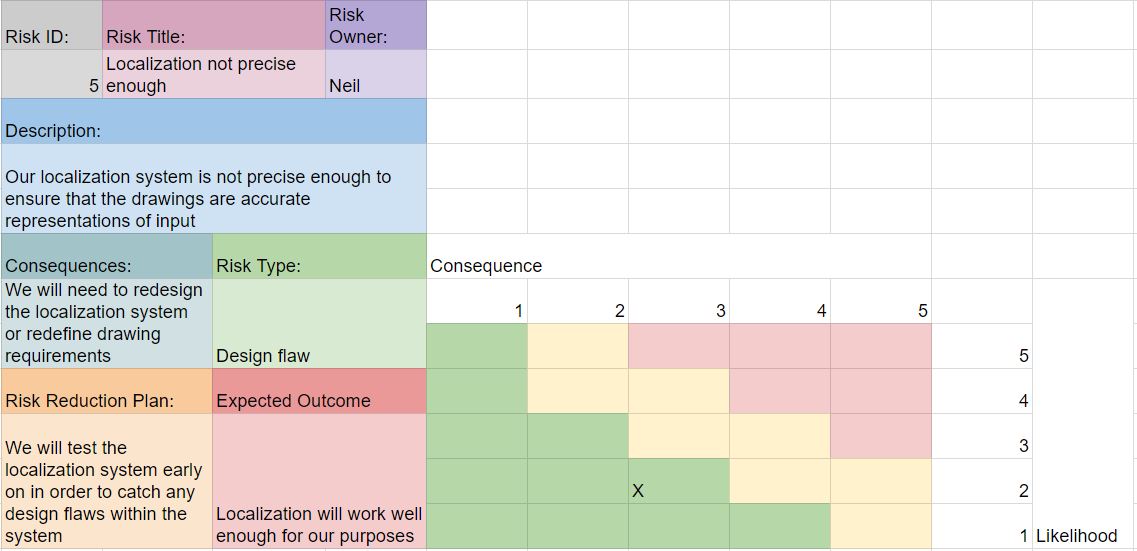 Risk ID:
Risk Title:
Risk
Owner:
5
Localization not precise
enough
Neil
Description:
Our localization system is not precise enough to
ensure that the drawings are accurate
representations of input
Consequences:
Risk Type:
Consequence
We will need to redesign
the localization system
or redefine drawing
requirements
Design flaw
1 2 3 4 5
5
Risk Reduction Plan:
Expected Outcome
4
We will test the
localization system early
on in order to catch any
design flaws within the
system
Localization will work well
enough for our purposes
3
X
2
1 Likelihood